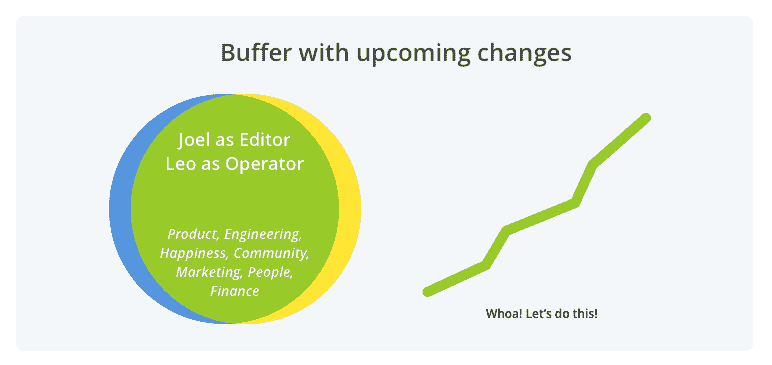 Buffer with upcoming changes
Joel as Editor
Leo as Operator
Product, Engineering,
Happiness, Community,
Marketing, People,
Finance
Whoa! Let's do this!